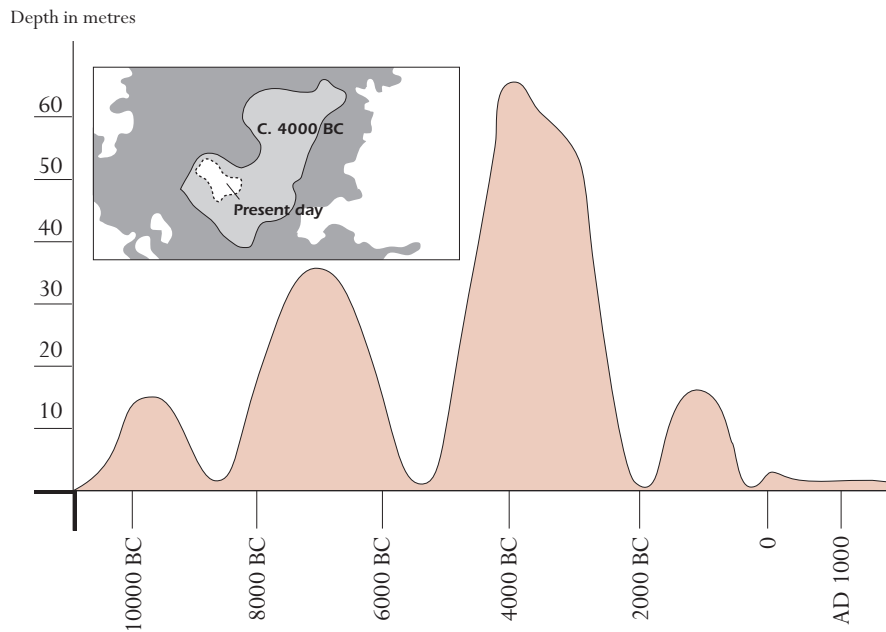 Depth in metres
60
50
40
30
20
10
C. 4000 BC
Present day
10000 BC
8000 BC
6000 BC
4000 BC
2000 BC
0
AD 1000